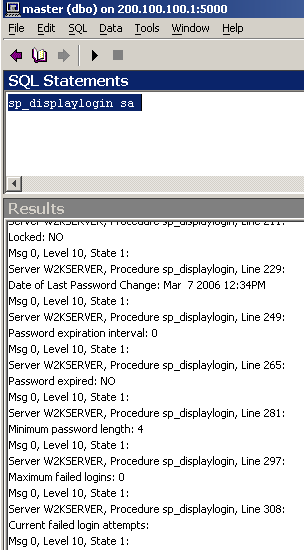 master (dbo) on 200.100.100.1:5000
File Edit SQL Data Tools Window Help
SQL Statements
sp_displaylogin sa
Results
Server W2KSERVER, Procedure sp_displaylogin, Line 211:
Locked: NO
Msg 0, Level 10, State 1:
Server W2KSERVER, Procedure sp_displaylogin, Line 229:
Date of Last Password Change: Mar  7 2006 12:34PM
Msg 0, Level 10, State 1:
Server W2KSERVER, Procedure sp_displaylogin, Line 249:
Password expiration interval: 0
Msg 0, Level 10, State 1:
Server W2KSERVER, Procedure sp_displaylogin, Line 265:
Password expired: NO
Msg 0, Level 10, State 1:
Server W2KSERVER, Procedure sp_displaylogin, Line 281:
Minimum password length: 4
Msg 0, Level 10, State 1:
Server W2KSERVER, Procedure sp_displaylogin, Line 297:
Maximum failed logins: 0
Msg 0, Level 10, State 1:
Server W2KSERVER, Procedure sp_displaylogin, Line 308:
Current failed login attempts:
Msg 0, Level 10, State 1: